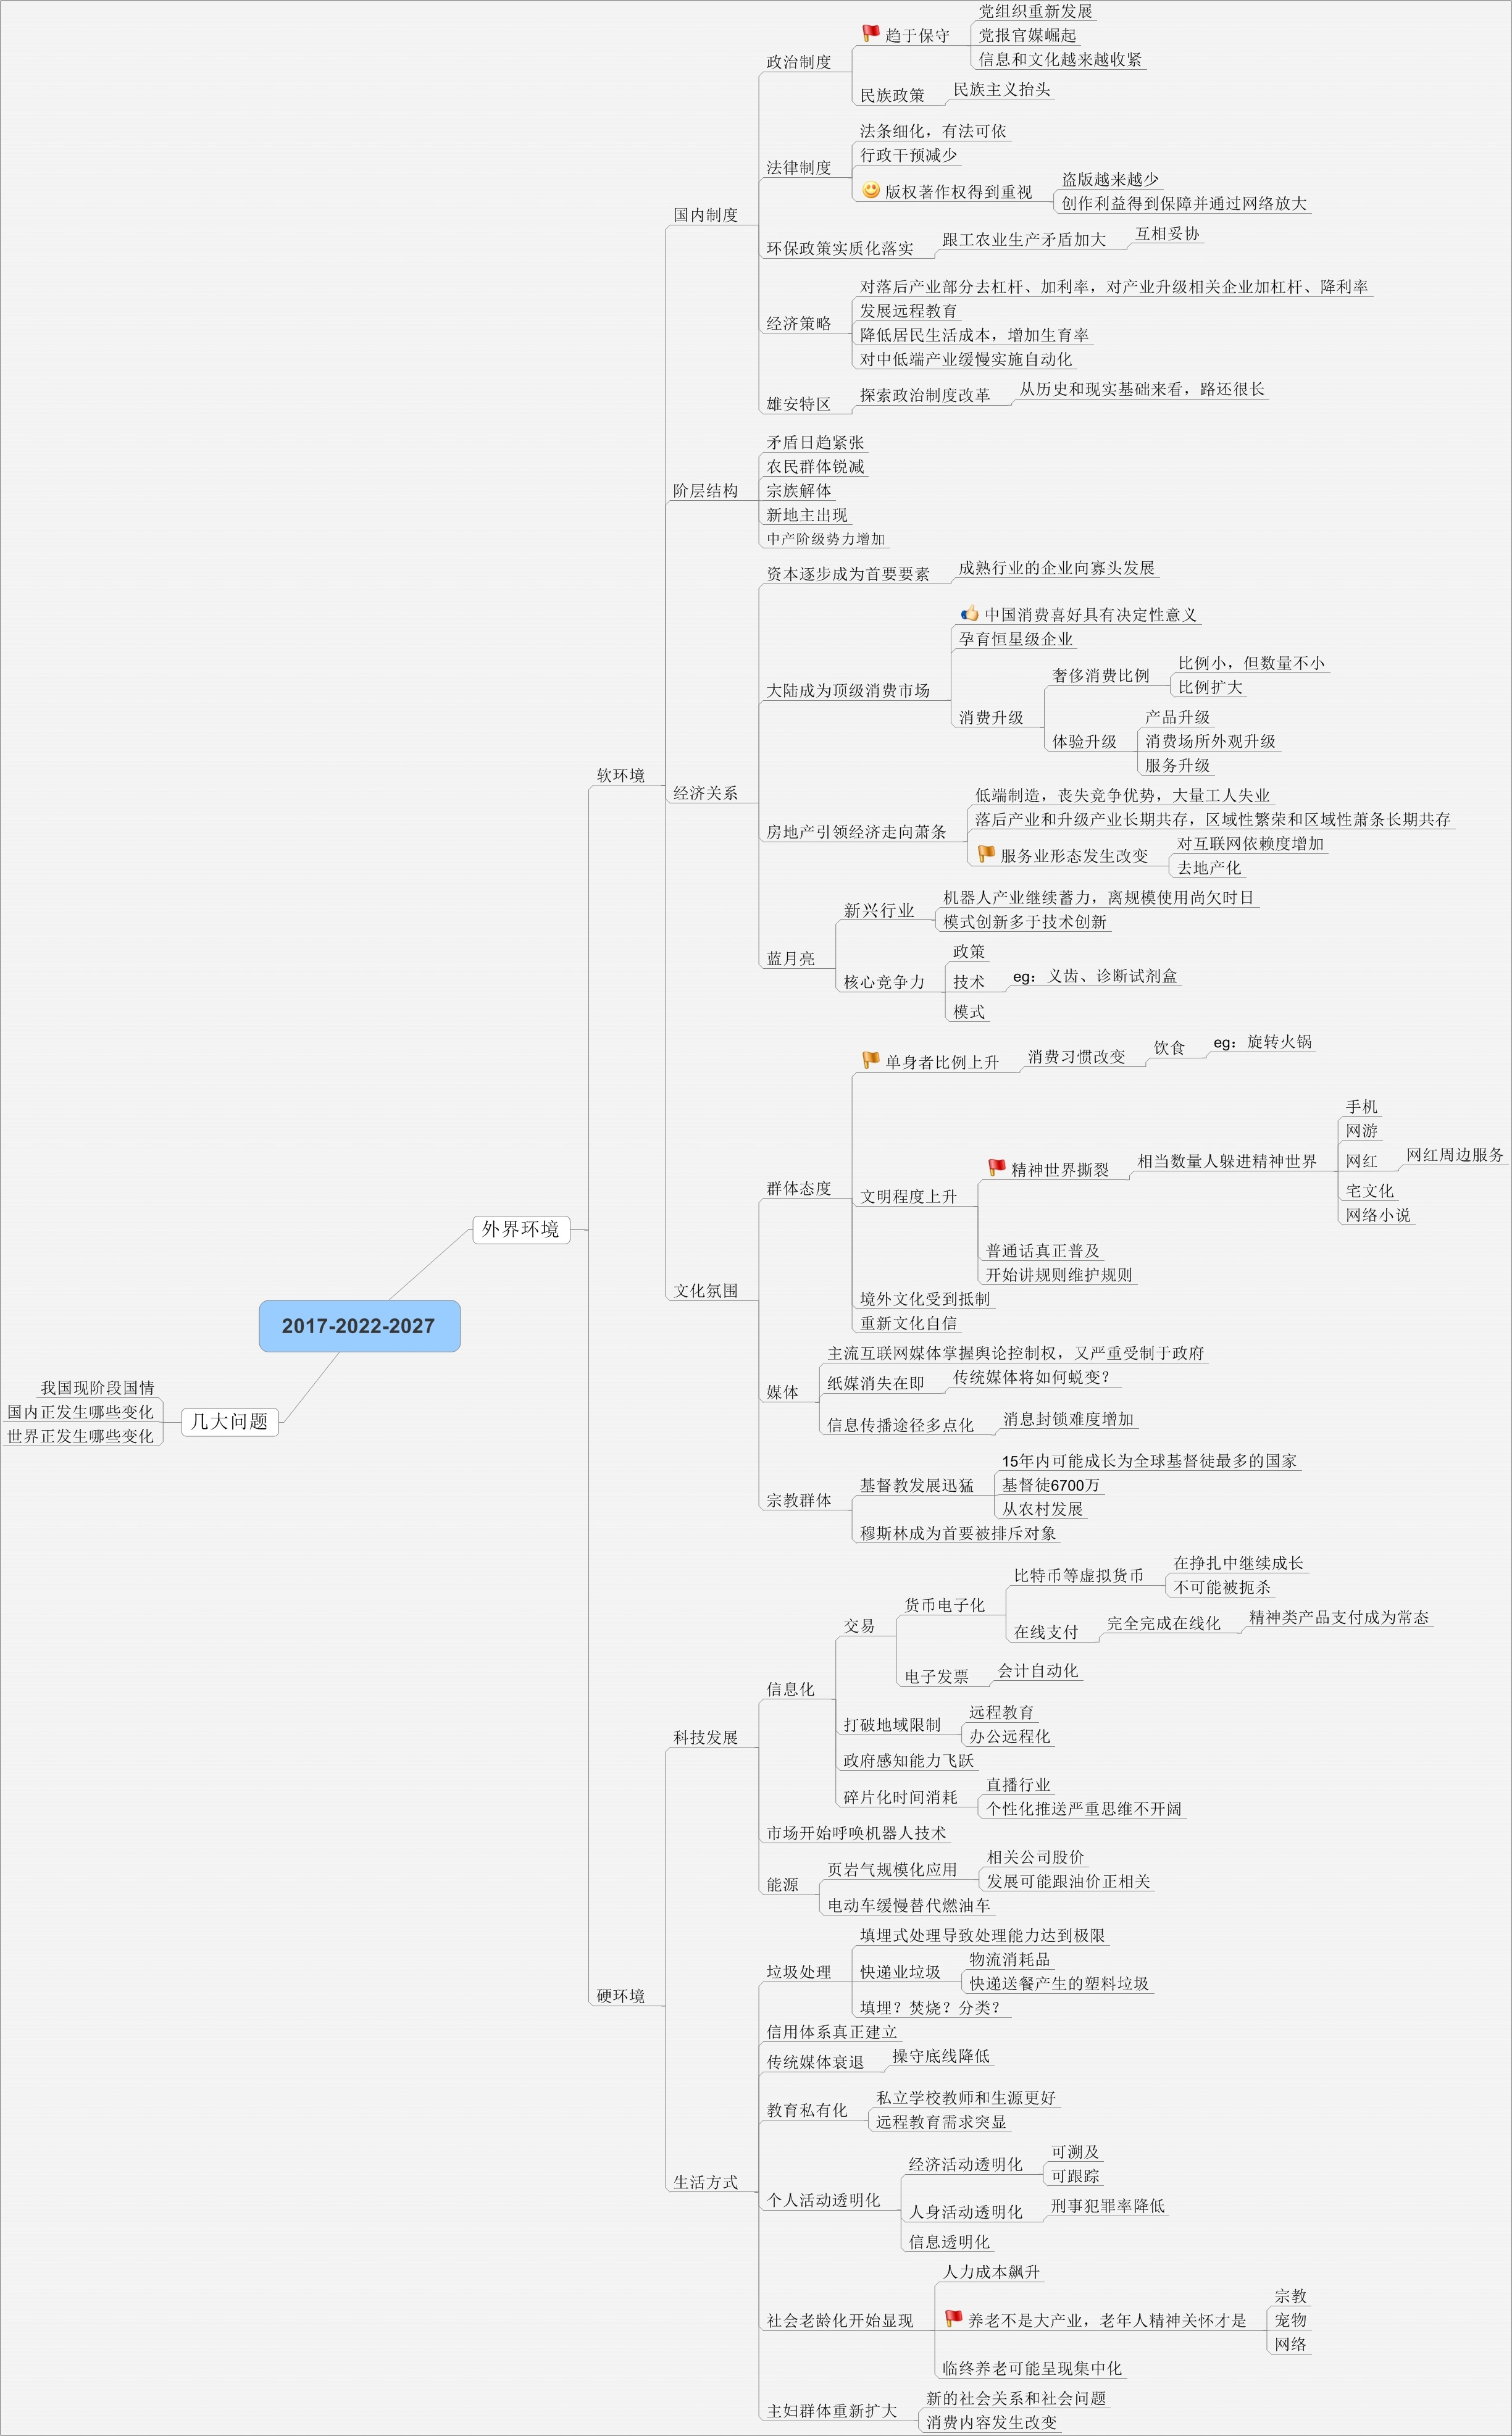 2017-2022-2027
外界环境
软环境
国内制度
政治制度
趋于保守
党组织重新发展
党报官媒崛起
信息和文化越来越收紧
民族政策
民族主义抬头
法律制度
法条细化，有法可依
行政干预减少
版权著作权得到重视
盗版越来越少
创作利益得到保障并通过网络放大
环保政策实质化落实
跟工农业生产矛盾加大
互相妥协
经济策略
对落后产业部分去杠杆、加利率，对产业升级相关企业加杠杆、降利率
发展远程教育
降低居民生活成本，增加生育率
对中低端产业缓慢实施自动化
雄安特区
探索政治制度改革
从历史和现实基础来看，路还很长
阶层结构
矛盾日趋紧张
农民群体锐减
宗族解体
新地主出现
中产阶级势力增加
经济关系
资本逐步成为首要要素
成熟行业的企业向寡头发展
大陆成为顶级消费市场
中国消费喜好具有决定性意义
孕育恒星级企业
消费升级
奢侈消费比例
比例小，但数量不小
比例扩大
体验升级
产品升级
消费场所外观升级
服务升级
房地产引领经济走向萧条
低端制造，丧失竞争优势，大量工人失业
落后产业和升级产业长期共存，区域性繁荣和区域性萧条长期共存
服务业形态发生改变
对互联网依赖度增加
去地产化
蓝月亮
新兴行业
机器人产业继续蓄力，离规模使用尚欠时日
模式创新多于技术创新
核心竞争力
政策
技术
eg：义齿、诊断试剂盒
模式
文化氛围
群体态度
单身者比例上升
消费习惯改变
饮食
eg：旋转火锅
文明程度上升
精神世界撕裂
相当数量人躲进精神世界
手机
网游
网红
网红周边服务
宅文化
网络小说
普通话真正普及
开始讲规则维护规则
境外文化受到抵制
重新文化自信
媒体
主流互联网媒体掌握舆论控制权，又严重受制于政府
纸媒消失在即
传统媒体将如何蜕变？
信息传播途径多点化
消息封锁难度增加
宗教群体
基督教发展迅猛
15年内可能成长为全球基督徒最多的国家
基督徒6700万
从农村发展
穆斯林成为首要被排斥对象
硬环境
科技发展
信息化
交易
货币电子化
比特币等虚拟货币
在挣扎中继续成长
不可能被扼杀
在线支付
完全完成在线化
精神类产品支付成为常态
电子发票
会计自动化
打破地域限制
远程教育
办公远程化
政府感知能力飞跃
碎片化时间消耗
直播行业
个性化推送严重思维不开阔
市场开始呼唤机器人技术
能源
页岩气规模化应用
相关公司股价
发展可能跟油价正相关
电动车缓慢替代燃油车
生活方式
垃圾处理
填埋式处理导致处理能力达到极限
快递业垃圾
物流消耗品
快递送餐产生的塑料垃圾
填埋？焚烧？分类？
信用体系真正建立
传统媒体衰退
操守底线降低
教育私有化
私立学校教师和生源更好
远程教育需求突显
个人活动透明化
经济活动透明化
可溯及
可跟踪
人身活动透明化
刑事犯罪率降低
信息透明化
社会老龄化开始显现
人力成本飙升
养老不是大产业，老年人精神关怀才是
宗教
宠物
网络
临终养老可能呈现集中化
主妇群体重新扩大
新的社会关系和社会问题
消费内容发生改变
几大问题
我国现阶段国情
国内正发生哪些变化
世界正发生哪些变化